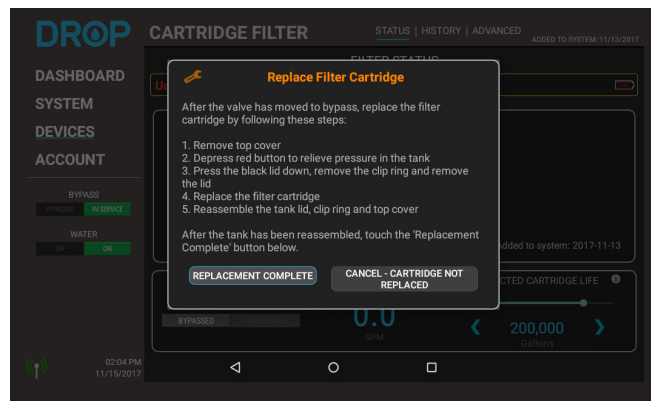 DROP
CARTRIDGE FILTER
STATUS | HISTORY | ADVANCED
ADDED TO SYSTEM: 11/13/2017
FILTER STATUS
DASHBOARD
SYSTEM
DEVICES
ACCOUNT
BYPASS
BYPASSED
IN SERVICE
WATER
OFF
ON
Replace Filter Cartridge
After the valve has moved to bypass, replace the filter
cartridge by following these steps:
1. Remove top cover
2. Depress red button to relieve pressure in the tank
3. Press the black lid down, remove the clip ring and remove
the lid
4. Replace the filter cartridge
5. Reassemble the tank lid, clip ring and top cover
After the tank has been reassembled, touch the 'Replacement
Complete' button below.
REPLACEMENT COMPLETE
CANCEL - CARTRIDGE NOT
REPLACED
Added to system: 2017-11-13
CTED CARTRIDGE LIFE
BYPASSED
0.0
GPM
200,000
Gallons
02:04 PM
11/15/2017